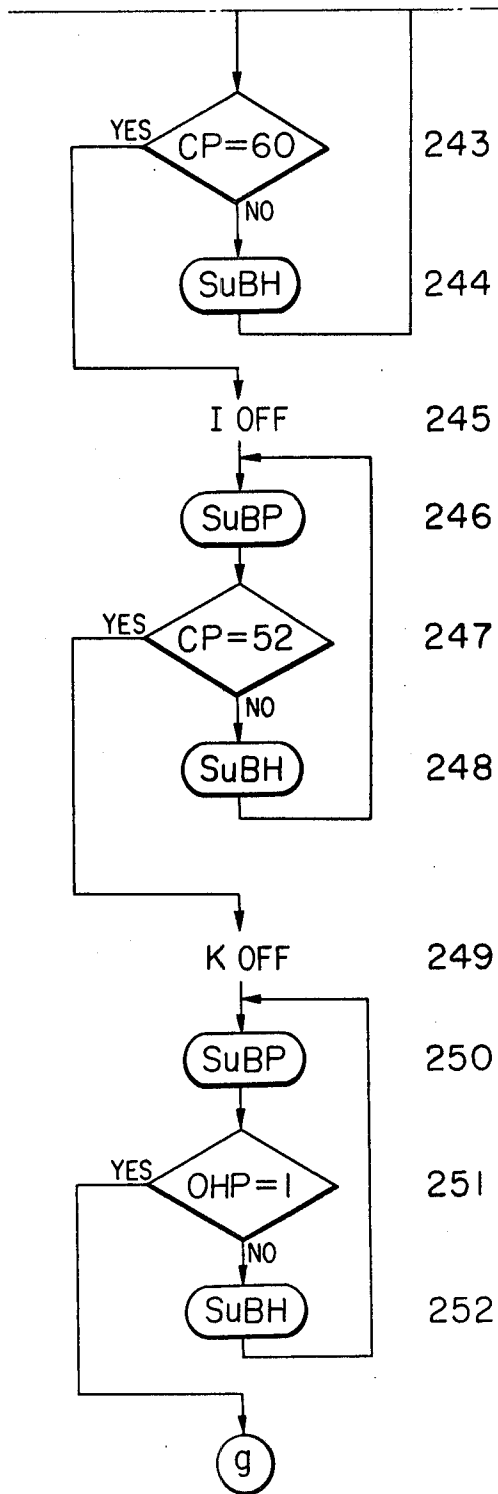 YES CP=60 243
NO
SuBH 244
I OFF 245
SuBP 246
YES CP=52 247
NO
SuBH 248
K OFF 249
SuBP 250
YES OHP=1 251
NO
SuBH 252
g